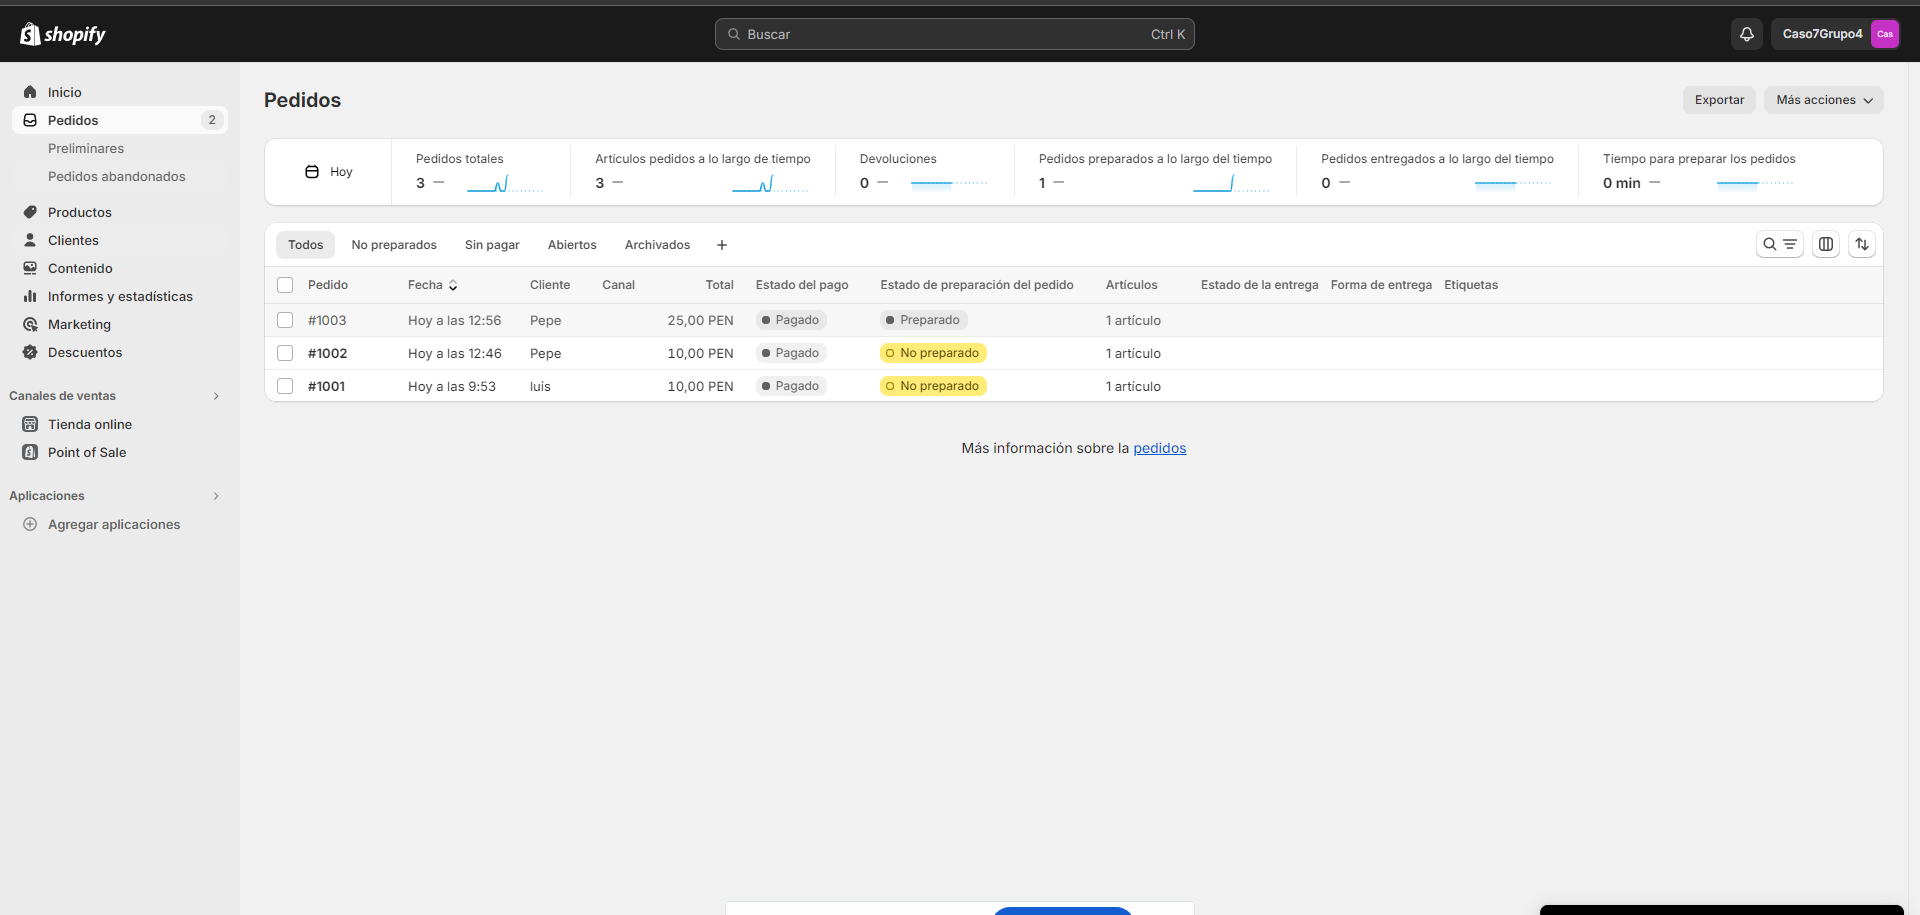 shopify
Buscar Ctrl K
Caso7Grupo4 Cas
Inicio
Pedidos 2
Preliminares
Pedidos abandonados
Productos
Clientes
Contenido
Informes y estadísticas
Marketing
Descuentos
Canales de ventas
Tienda online
Point of Sale
Aplicaciones
Agregar aplicaciones
Pedidos
Exportar Más acciones
Hoy
Pedidos totales
3 —
Artículos pedidos a lo largo de tiempo
3 —
Devoluciones
0 —
Pedidos preparados a lo largo del tiempo
1 —
Pedidos entregados a lo largo del tiempo
0 —
Tiempo para preparar los pedidos
0 min —
Todos No preparados Sin pagar Abiertos Archivados +
Pedido Fecha Cliente Canal Total Estado del pago Estado de preparación del pedido Artículos Estado de la entrega Forma de entrega Etiquetas
#1003 Hoy a las 12:56 Pepe 25,00 PEN Pagado Preparado 1 artículo
#1002 Hoy a las 12:46 Pepe 10,00 PEN Pagado No preparado 1 artículo
#1001 Hoy a las 9:53 luis 10,00 PEN Pagado No preparado 1 artículo
Más información sobre la pedidos